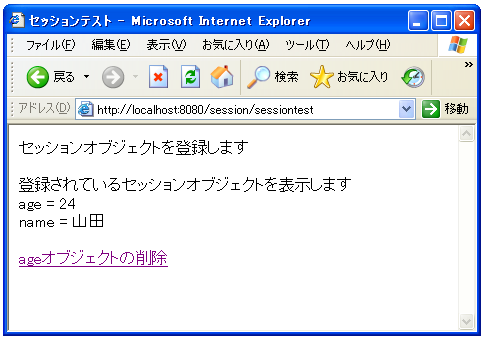 セッションテスト - Microsoft Internet Explorer
ファイル(F) 編集(E) 表示(V) お気に入り(A) ツール(T) ヘルプ(H)
戻る 検索 お気に入り
アドレス(D) http://localhost:8080/session/sessiontest 移動
セッションオブジェクトを登録します
登録されているセッションオブジェクトを表示します
age = 24
name = 山田
ageオブジェクトの削除